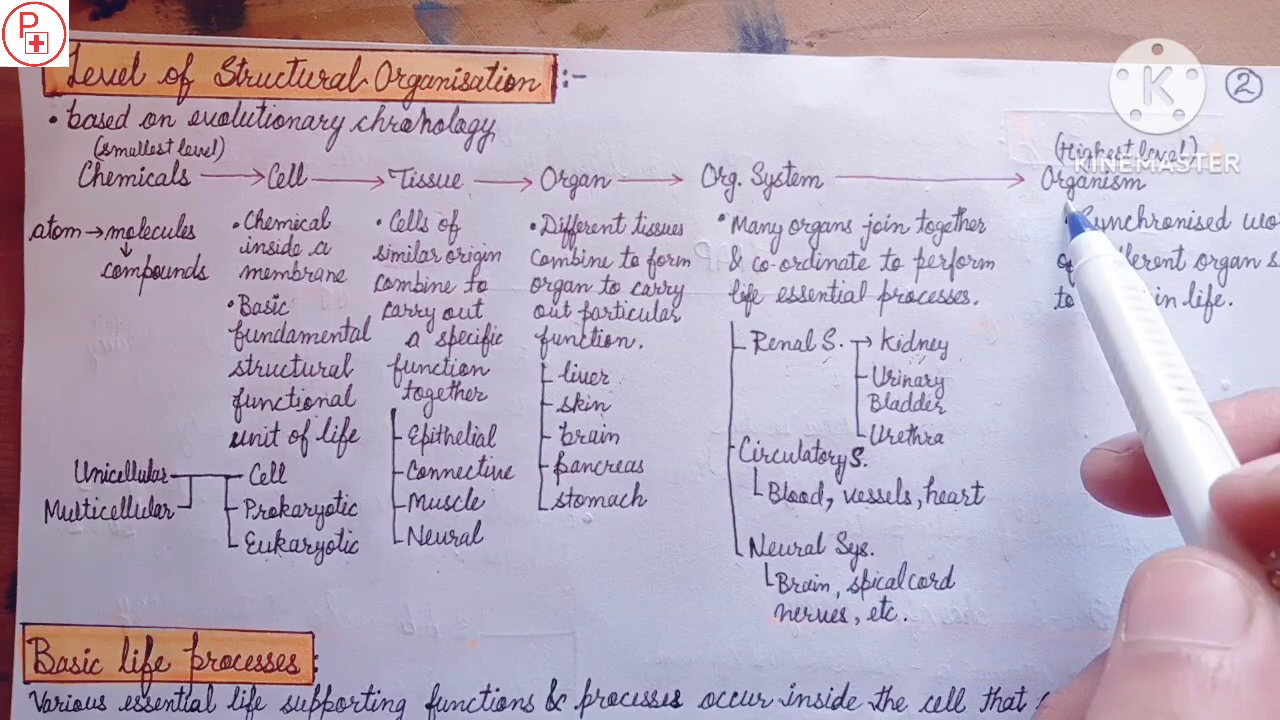 P
Level of Structural Organisation :-
2
• based on evolutionary chronology
(smallest level)
(Highest level)
KINEMASTER
K
Chemicals → Cell → Tissue → Organ → Org. System → Organism
atom → molecules
↓
compounds
• Chemical
inside a
membrane
• Basic
fundamental
structural
functional
unit of life
Unicellular
Multicellular
Cell
Prokaryotic
Eukaryotic
• Cells of
similar origin
combine to
carry out
a specific
function
together
Epithelial
Connective
Muscle
Neural
• Different tissues
combine to form
organ to carry
out particular
function.
liver
skin
brain
pancreas
stomach
• Many organs join together
& co-ordinate to perform
life essential processes.
Renal S. → Kidney
Urinary
Bladder
Urethra
Circulatory S.
Blood, vessels, heart
Neural Sys.
Brain, spical cord
nerves, etc.
Synchronised
organ
in life.
Basic life processes :
Various essential life supporting functions & processes occur inside the cell that